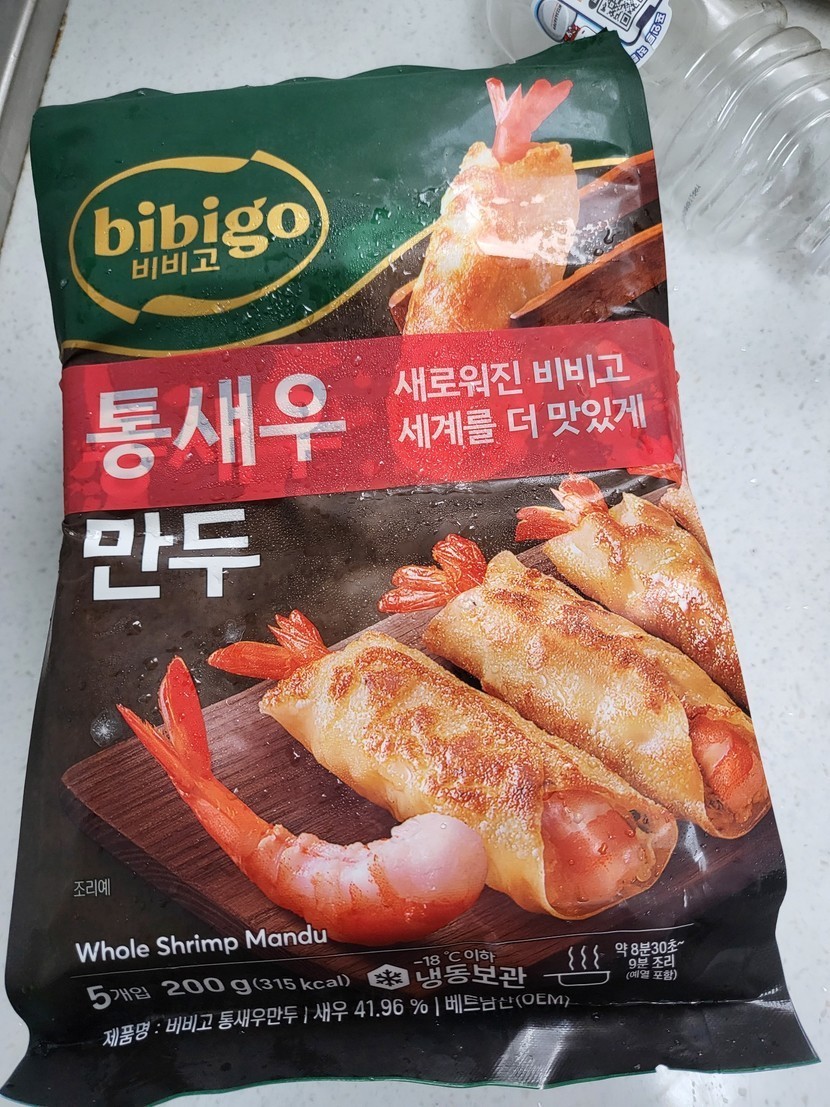 bibigo
비비고
통새우
새로워진 비비고
세계를 더 맛있게
만두
조리예
Whole Shrimp Mandu
5개입 200 g(315 kcal)
-18 ℃ 이하
냉동보관
약 8분30초~
9분 조리
(예열 포함)
제품명 : 비비고 통새우만두 | 새우 41.96 % | 베트남산(OEM)